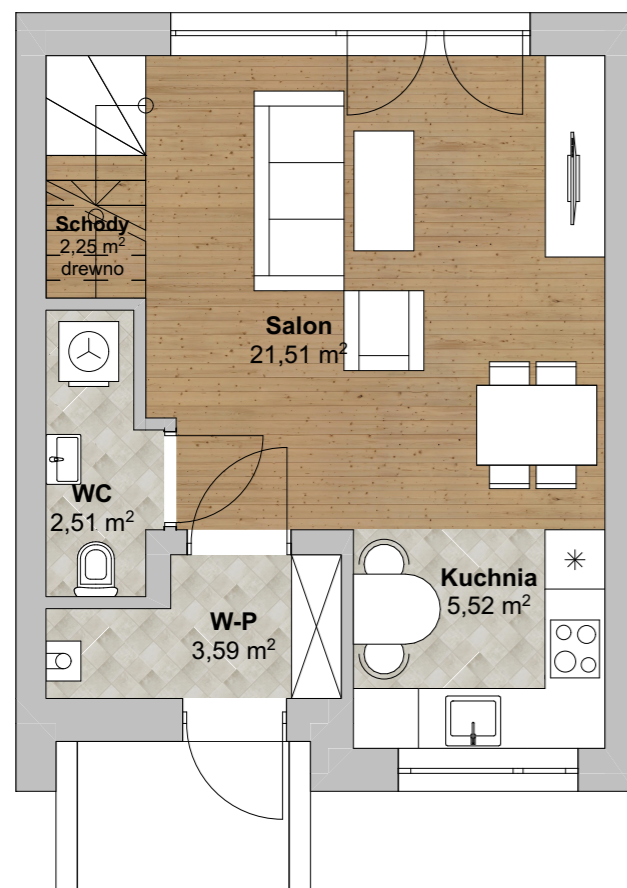 Schody
2,25 m²
drewno
Salon
21,51 m²
WC
2,51 m²
Kuchnia
5,52 m²
W-P
3,59 m²